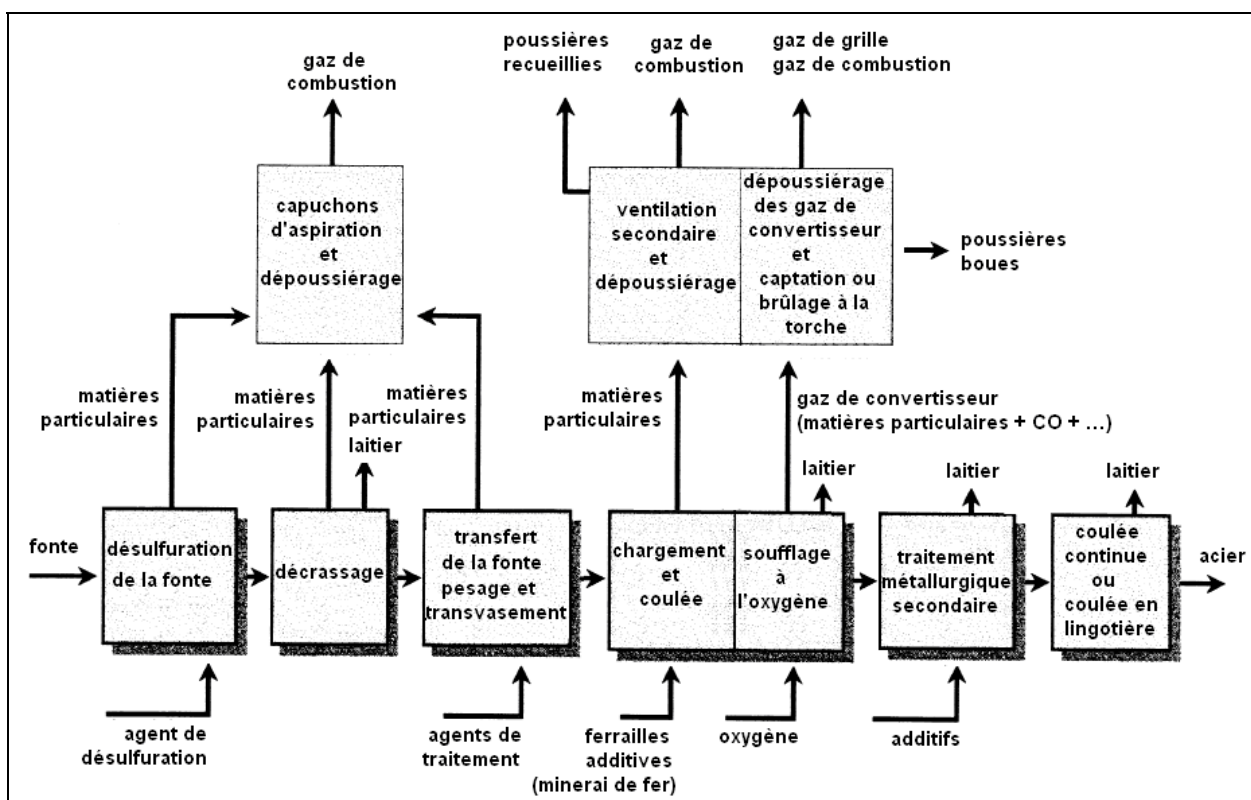 gaz de
combustion
poussières
recueillies
gaz de
combustion
gaz de grille
gaz de combustion
capuchons
d'aspiration
et
dépoussiérage
ventilation
secondaire
et
dépoussiérage
dépoussiérage
des gaz de
convertisseur
et
captation ou
brûlage à la
torche
poussières
boues
matières
particulaires
matières
particulaires
matières
particulaires
laitier
matières
particulaires
gaz de convertisseur
(matières particulaires + CO + ...)
laitier
laitier
laitier
fonte
désulfuration
de la fonte
décrassage
transfert
de la fonte
pesage et
transvasement
chargement
et
coulée
soufflage
à
l'oxygène
traitement
métallurgique
secondaire
coulée
continue
ou
coulée en
lingotière
acier
agent de
désulfuration
agents de
traitement
ferrailles
additives
(minerai de fer)
oxygène
additifs